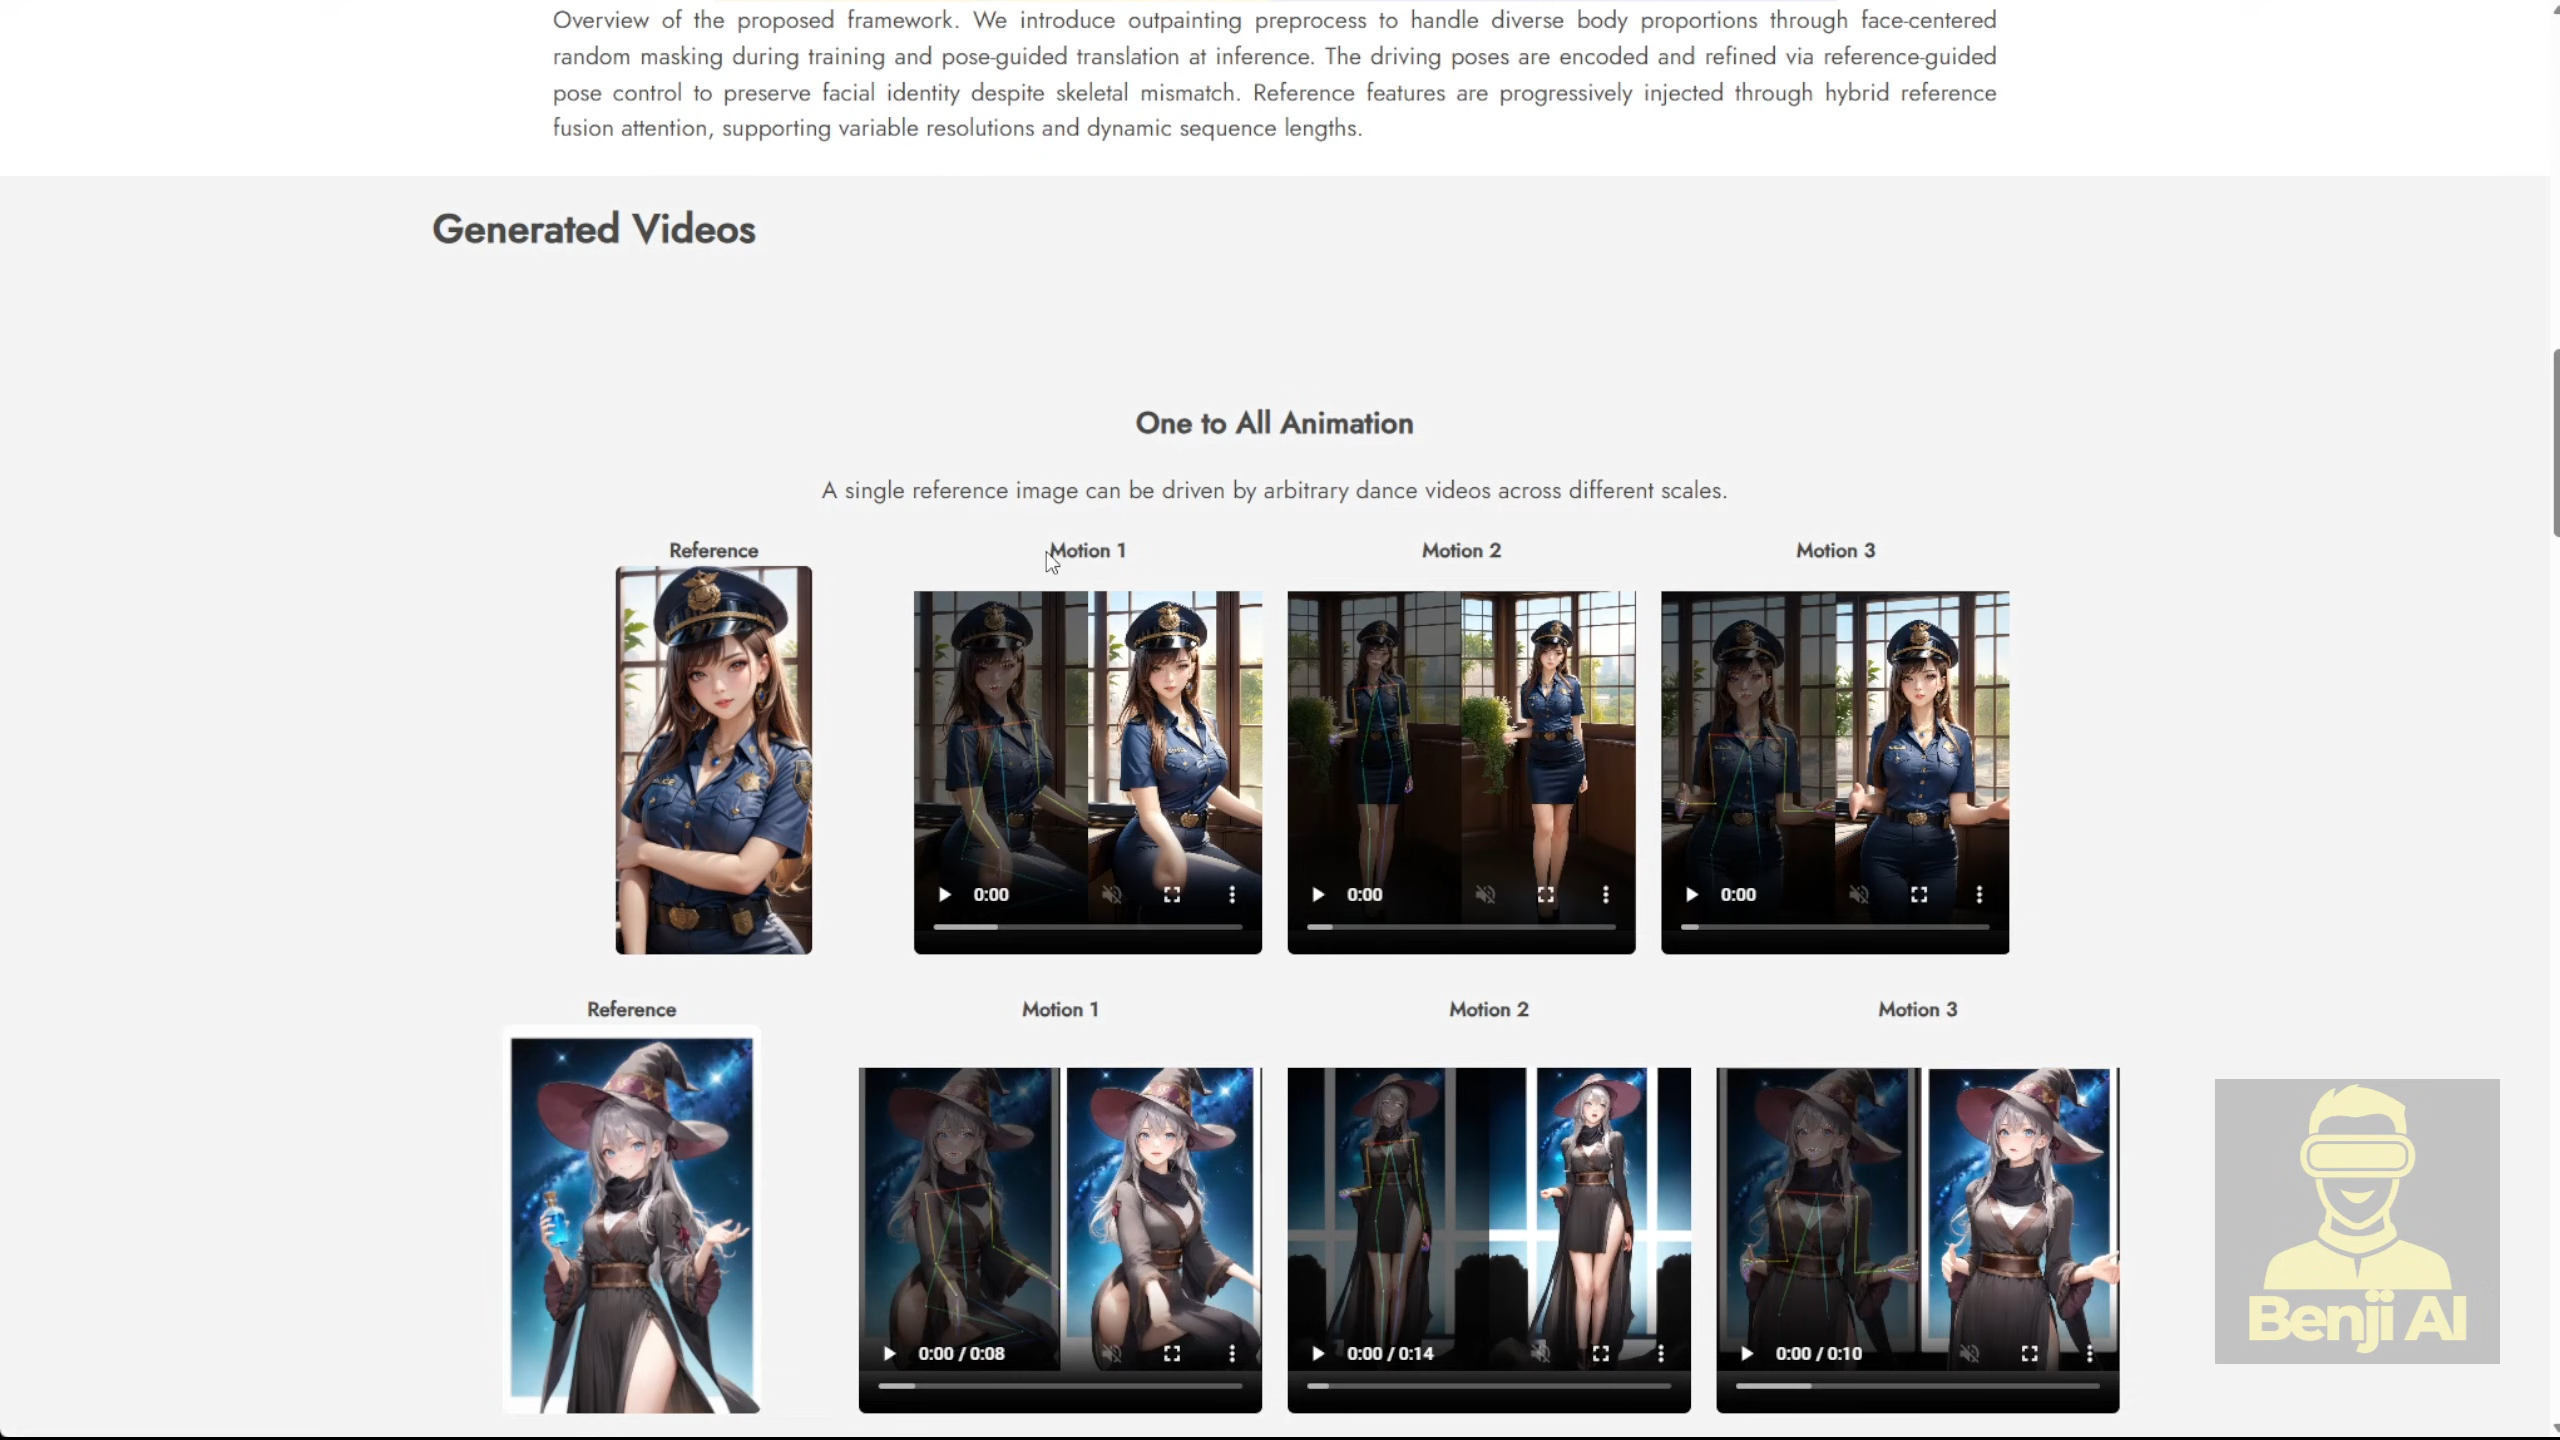 Overview of the proposed framework. We introduce outpainting preprocess to handle diverse body proportions through face-centered
random masking during training and pose-guided translation at inference. The driving poses are encoded and refined via reference-guided
pose control to preserve facial identity despite skeletal mismatch. Reference features are progressively injected through hybrid reference
fusion attention, supporting variable resolutions and dynamic sequence lengths.
Generated Videos
One to All Animation
A single reference image can be driven by arbitrary dance videos across different scales.
Reference Motion 1 Motion 2 Motion 3
0:00 0:00 0:00
Reference Motion 1 Motion 2 Motion 3
0:00 / 0:08 0:00 / 0:14 0:00 / 0:10
Benji AI